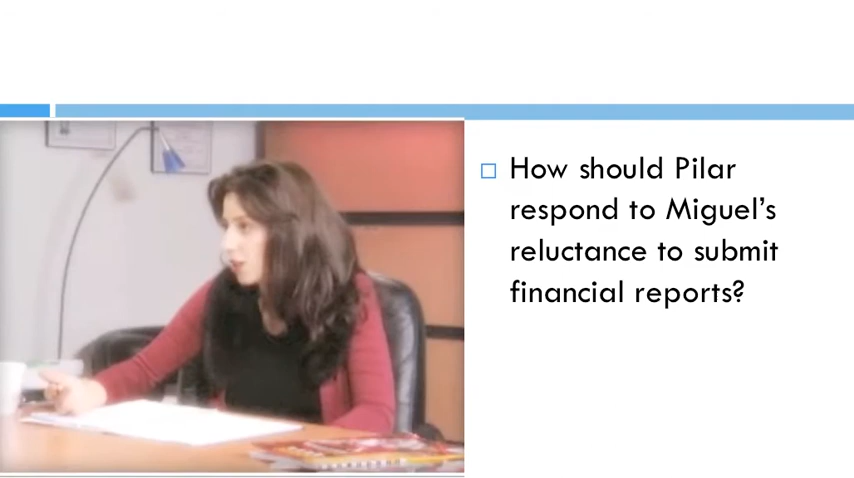 How should Pilar
respond to Miguel’s
reluctance to submit
financial reports?